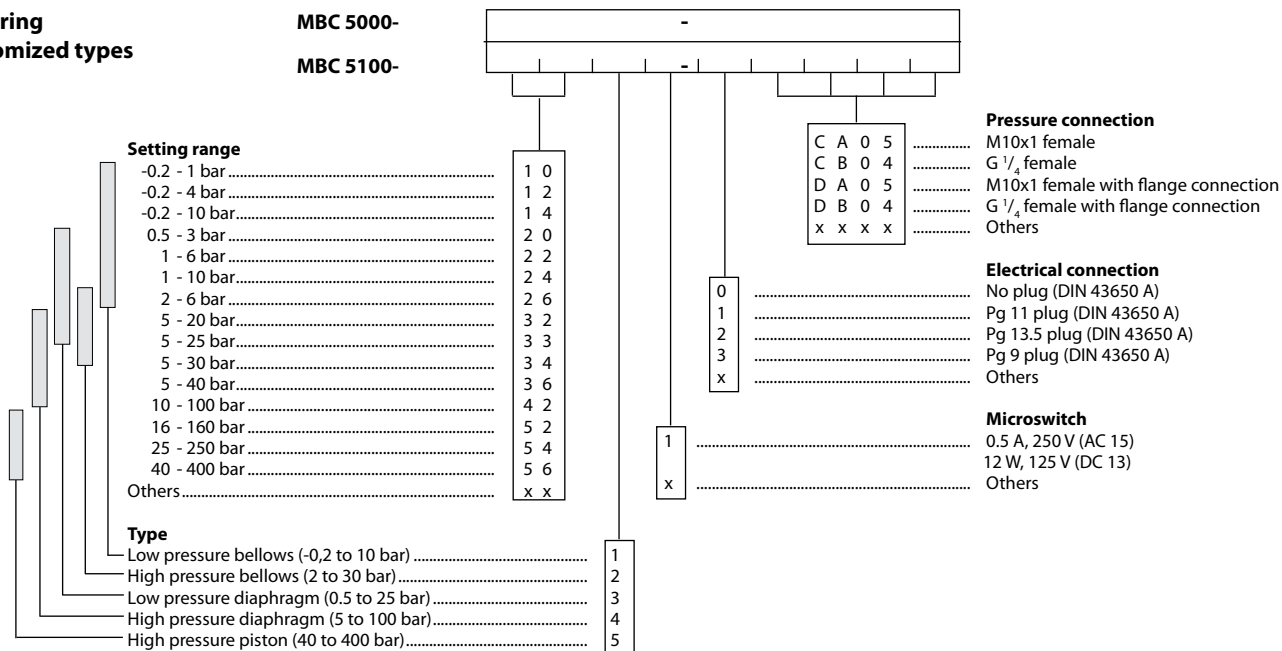 ring
omized types
MBC 5000-
-
MBC 5100-
-
Setting range
-0.2 - 1 bar 1 0
-0.2 - 4 bar 1 2
-0.2 - 10 bar 1 4
0.5 - 3 bar 2 0
1 - 6 bar 2 2
1 - 10 bar 2 4
2 - 6 bar 2 6
5 - 20 bar 3 2
5 - 25 bar 3 3
5 - 30 bar 3 4
5 - 40 bar 3 6
10 - 100 bar 4 2
16 - 160 bar 5 2
25 - 250 bar 5 4
40 - 400 bar 5 6
Others x x
Type
Low pressure bellows (-0,2 to 10 bar) 1
High pressure bellows (2 to 30 bar) 2
Low pressure diaphragm (0.5 to 25 bar) 3
High pressure diaphragm (5 to 100 bar) 4
High pressure piston (40 to 400 bar) 5
Pressure connection
C A 0 5 M10x1 female
C B 0 4 G 1/4 female
D A 0 5 M10x1 female with flange connection
D B 0 4 G 1/4 female with flange connection
x x x x Others
Electrical connection
0 No plug (DIN 43650 A)
1 Pg 11 plug (DIN 43650 A)
2 Pg 13.5 plug (DIN 43650 A)
3 Pg 9 plug (DIN 43650 A)
x Others
Microswitch
1 0.5 A, 250 V (AC 15)
12 W, 125 V (DC 13)
x Others